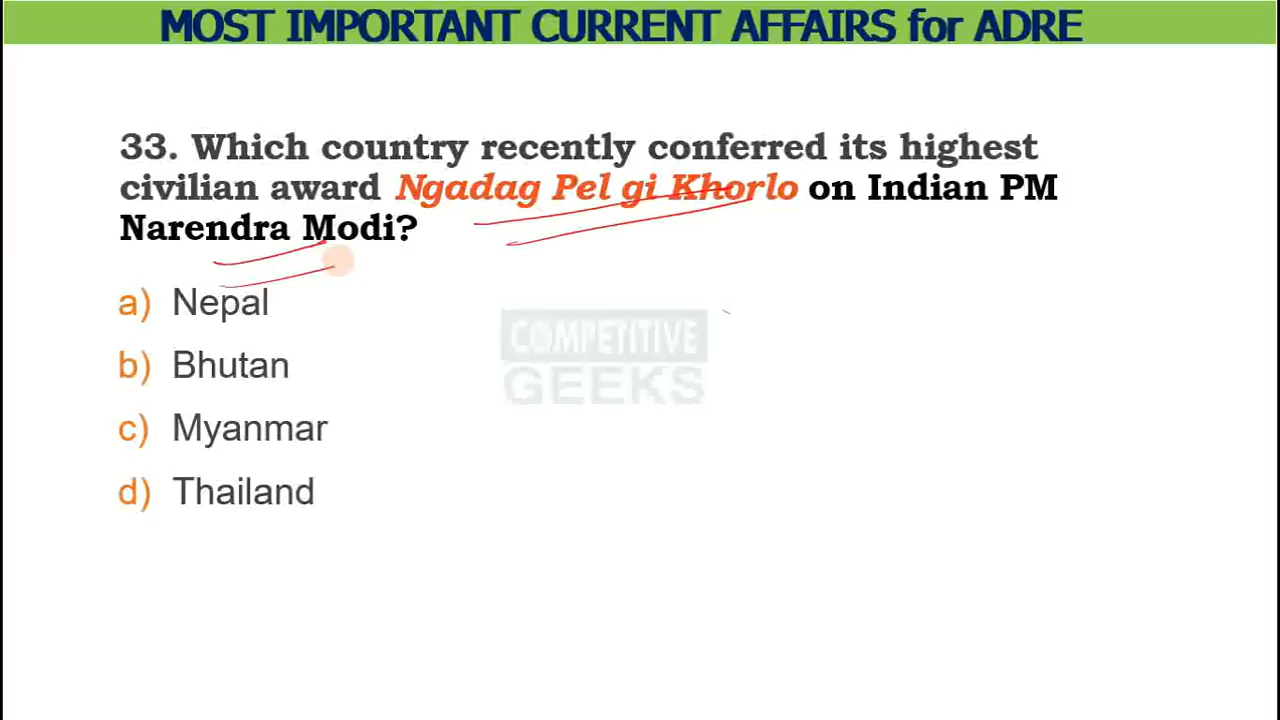 MOST IMPORTANT CURRENT AFFAIRS for ADRE
33. Which country recently conferred its highest
civilian award Ngadag Pel gi Khorlo on Indian PM
Narendra Modi?
a) Nepal
COMPETITIVE
b) Bhutan
GEEKS
c) Myanmar
d) Thailand